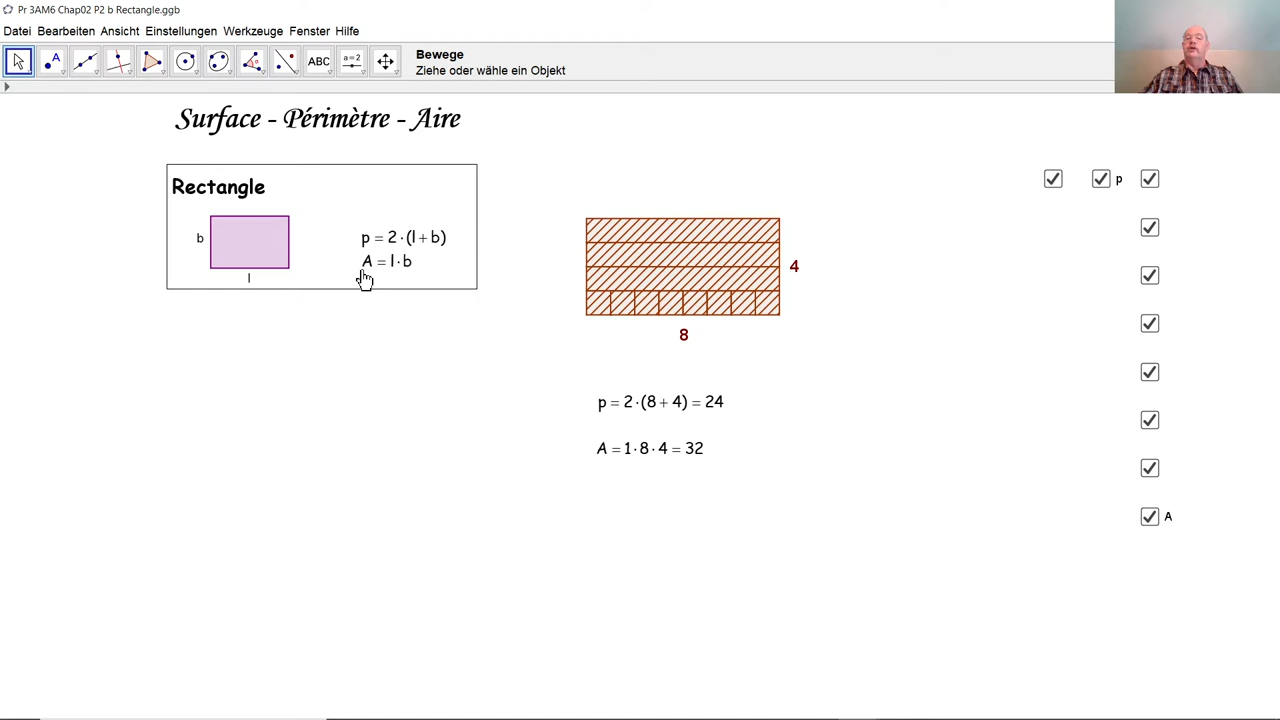 Pr 3AM6 Chap02 P2 b Rectangle.ggb
Datei Bearbeiten Ansicht Einstellungen Werkzeuge Fenster Hilfe
A ABC a=2
Bewege
Ziehe oder wähle ein Objekt
Surface - Périmètre - Aire
Rectangle
b
l
p = 2·(l + b)
A = l·b
4
8
p = 2·(8 + 4) = 24
A = 1·8·4 = 32
p
A